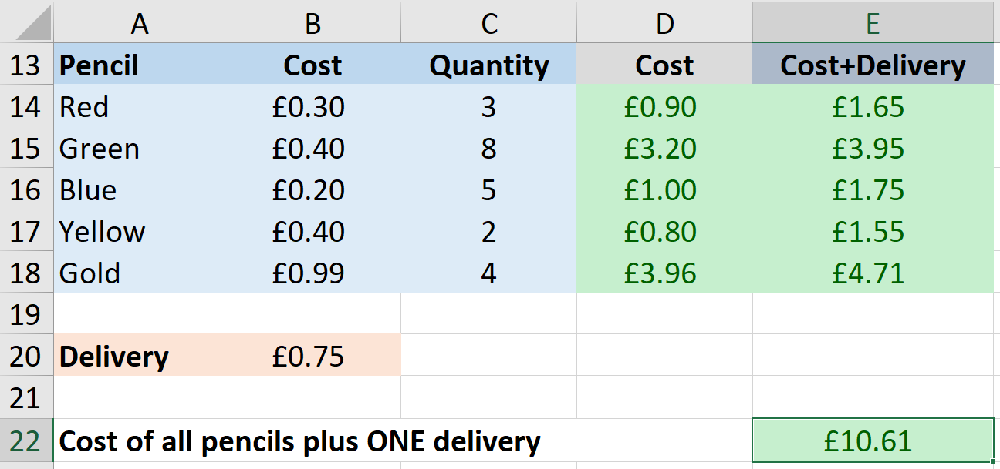 A B C D E
13 Pencil Cost Quantity Cost Cost+Delivery
14 Red £0.30 3 £0.90 £1.65
15 Green £0.40 8 £3.20 £3.95
16 Blue £0.20 5 £1.00 £1.75
17 Yellow £0.40 2 £0.80 £1.55
18 Gold £0.99 4 £3.96 £4.71
19
20 Delivery £0.75
21
22 Cost of all pencils plus ONE delivery £10.61